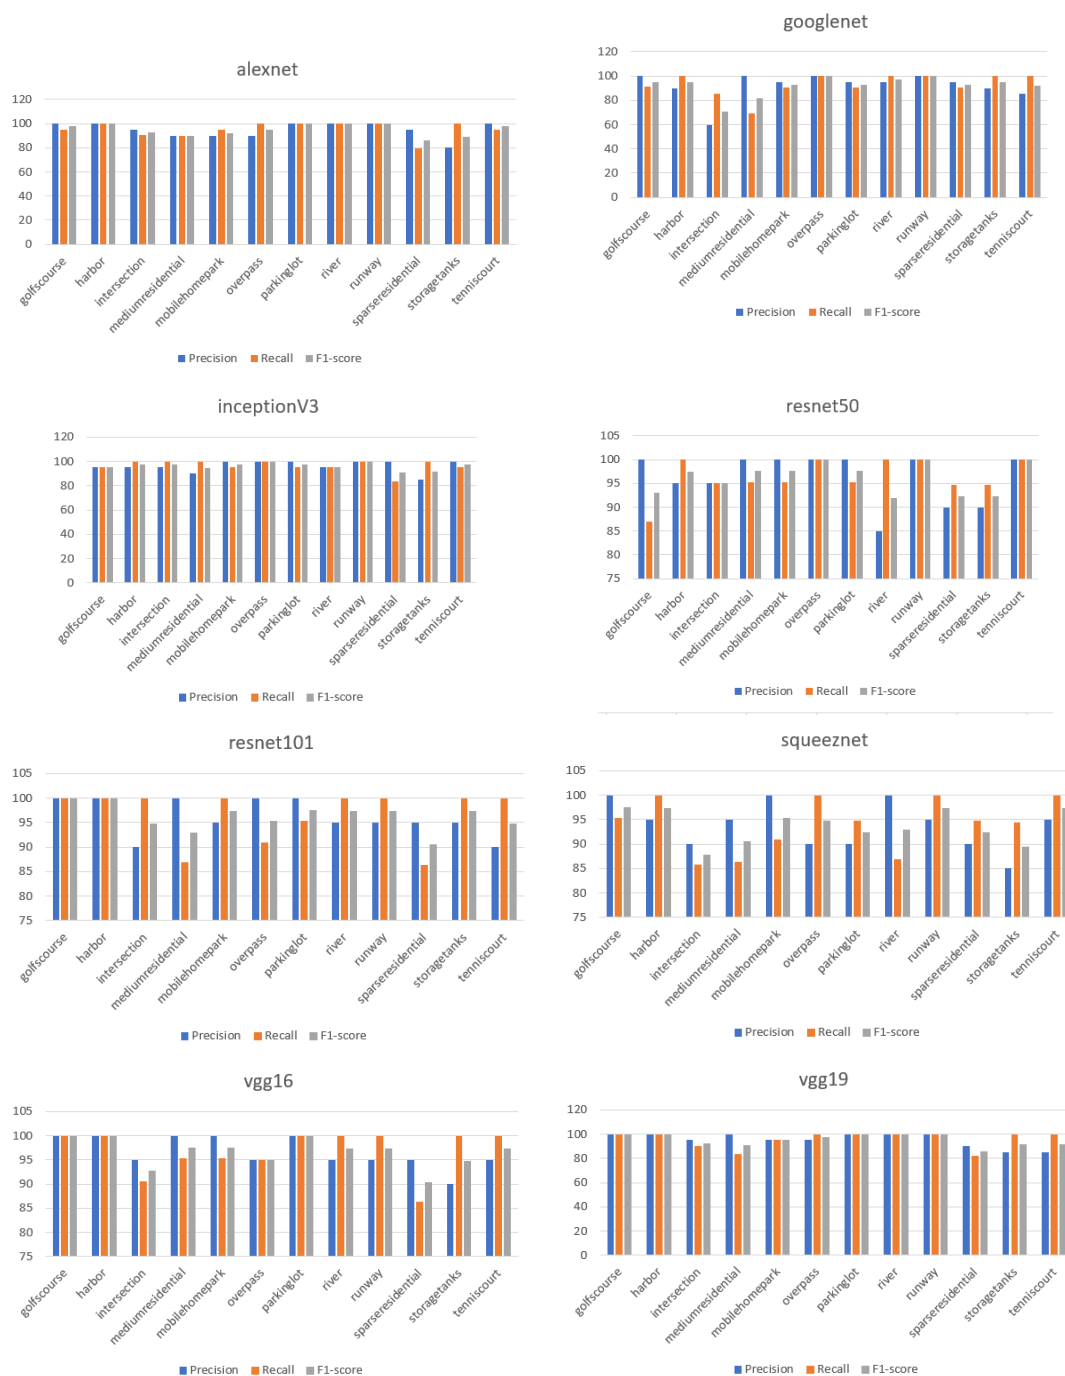 alexnet
120
100
80
60
40
20
0
golfscourse
harbor
intersection
mediumresidential
mobilehomepark
overpass
parkinglot
river
runway
sparseresidential
storagetanks
tenniscourt
Precision Recall F1-score
googlenet
120
100
80
60
40
20
0
golfscourse
harbor
intersection
mediumresidential
mobilehomepark
overpass
parkinglot
river
runway
sparseresidential
storagetanks
tenniscourt
Precision Recall F1-score
inceptionV3
120
100
80
60
40
20
0
golfscourse
harbor
intersection
mediumresidential
mobilehomepark
overpass
parkinglot
river
runway
sparseresidential
storagetanks
tenniscourt
Precision Recall F1-score
resnet50
105
100
95
90
85
80
75
golfscourse
harbor
intersection
mediumresidential
mobilehomepark
overpass
parkinglot
river
runway
sparseresidential
storagetanks
tenniscourt
Precision Recall F1-score
resnet101
105
100
95
90
85
80
75
golfscourse
harbor
intersection
mediumresidential
mobilehomepark
overpass
parkinglot
river
runway
sparseresidential
storagetanks
tenniscourt
Precision Recall F1-score
squeeznet
105
100
95
90
85
80
75
golfscourse
harbor
intersection
mediumresidential
mobilehomepark
overpass
parkinglot
river
runway
sparseresidential
storagetanks
tenniscourt
Precision Recall F1-score
vgg16
105
100
95
90
85
80
75
golfscourse
harbor
intersection
mediumresidential
mobilehomepark
overpass
parkinglot
river
runway
sparseresidential
storagetanks
tenniscourt
Precision Recall F1-score
vgg19
120
100
80
60
40
20
0
golfscourse
harbor
intersection
mediumresidential
mobilehomepark
overpass
parkinglot
river
runway
sparseresidential
storagetanks
tenniscourt
Precision Recall F1-score